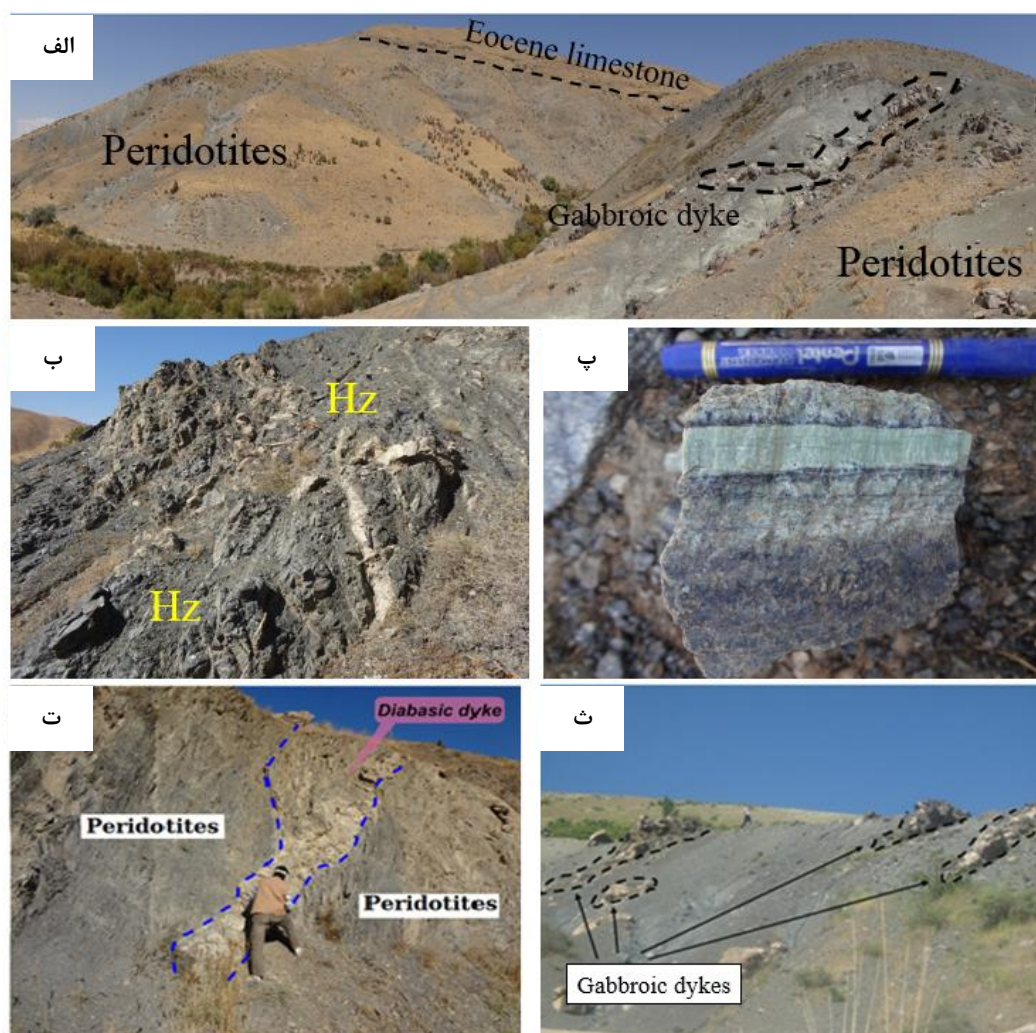 الف
Eocene limestone
Peridotites
Gabbroic dyke
Peridotites
ب
Hz
Hz
پ
Pentel
ت
Diabasic dyke
Peridotites
Peridotites
ث
Gabbroic dykes